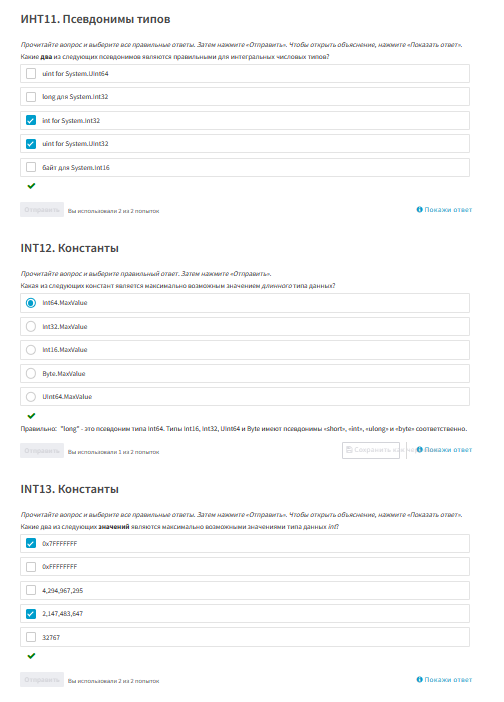 ИНТ11. Псевдонимы типов
Прочитайте вопрос и выберите все правильные ответы. Затем нажмите «Отправить». Чтобы открыть объяснение, нажмите «Показать ответ».
Какие два из следующих псевдонимов являются правильными для интегральных числовых типов?
uint for System.UInt64
long для System.Int32
int for System.Int32
uint for System.UInt32
байт для System.Int16
Отправить
Вы использовали 2 из 2 попыток
Покажи ответ
INT12. Константы
Прочитайте вопрос и выберите правильный ответ. Затем нажмите «Отправить».
Какая из следующих констант является максимально возможным значением длинного типа данных?
Int64.MaxValue
Int32.MaxValue
Int16.MaxValue
Byte.MaxValue
UInt64.MaxValue
Правильно: "long" - это псевдоним типа Int64. Типы Int16, Int32, UInt64 и Byte имеют псевдонимы «short», «int», «ulong» и «byte» соответственно.
Отправить
Вы использовали 1 из 2 попыток
Сохранить как
Покажи ответ
INT13. Константы
Прочитайте вопрос и выберите все правильные ответы. Затем нажмите «Отправить». Чтобы открыть объяснение, нажмите «Показать ответ».
Какие два из следующих значений являются максимально возможными значениями типа данных int?
0x7FFFFFFF
0xFFFFFFFF
4,294,967,295
2,147,483,647
32767
Отправить
Вы использовали 2 из 2 попыток
Покажи ответ